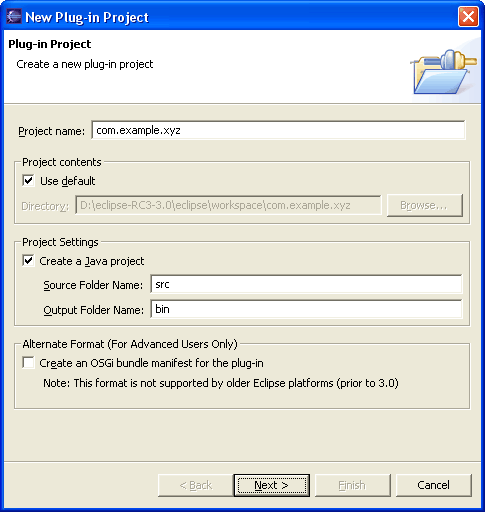 New Plug-in Project
Plug-in Project
Create a new plug-in project
Project name: com.example.xyz
Project contents
Use default
Directory: D:\eclipse-RC3-3.0\eclipse\workspace\com.example.xyz Browse...
Project Settings
Create a Java project
Source Folder Name: src
Output Folder Name: bin
Alternate Format (For Advanced Users Only)
Create an OSGi bundle manifest for the plug-in
Note: This format is not supported by older Eclipse platforms (prior to 3.0)
< Back Next > Finish Cancel